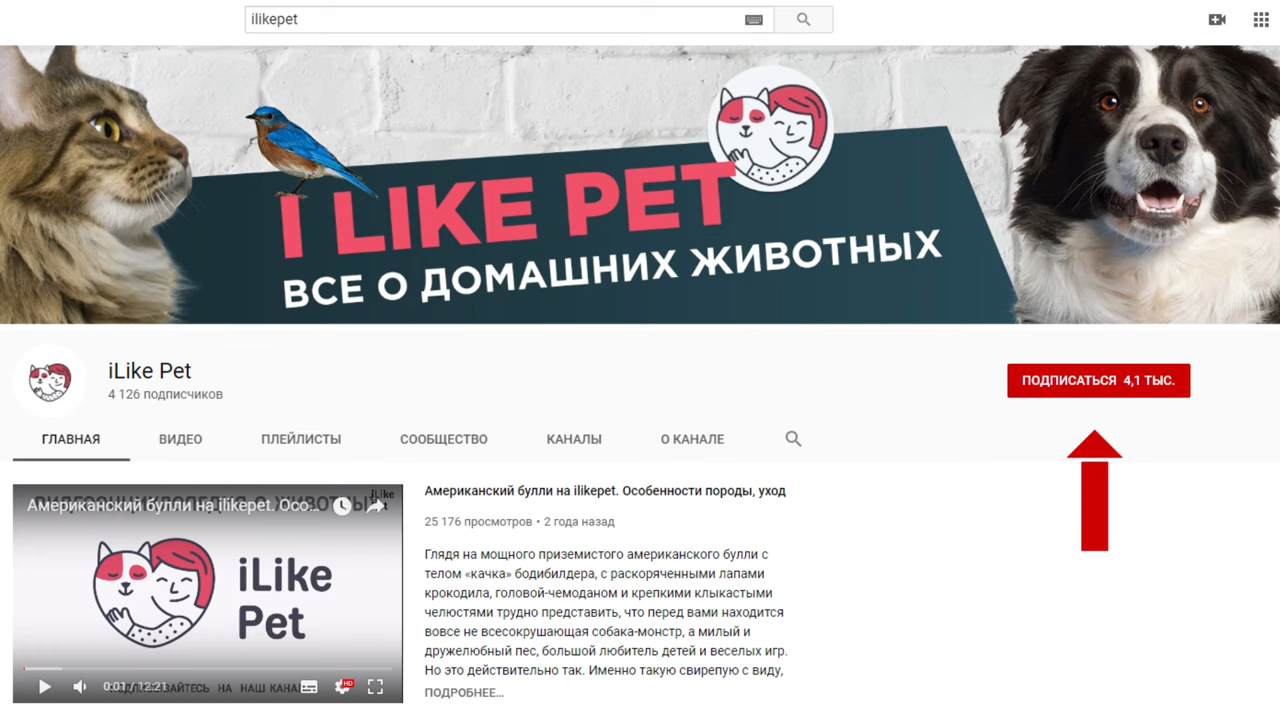 ilikepet
I LIKE PET
ВСЕ О ДОМАШНИХ ЖИВОТНЫХ
iLike Pet
4 126 подписчиков
ПОДПИСАТЬСЯ 4,1 ТЫС.
ГЛАВНАЯ
ВИДЕО
ПЛЕЙЛИСТЫ
СООБЩЕСТВО
КАНАЛЫ
О КАНАЛЕ
Американский булли на ilikepet. Осо...
iLike
Pet
0:01 / 12:21
HD
Американский булли на ilikepet. Особенности породы, уход
25 176 просмотров • 2 года назад
Глядя на мощного приземистого американского булли с
телом «качка» бодибилдера, с раскоряченными лапами
крокодила, головой-чемоданом и крепкими клыкастыми
челюстями трудно представить, что перед вами находится
вовсе не всесокрушающая собака-монстр, а милый и
дружелюбный пес, большой любитель детей и веселых игр.
Но это действительно так. Именно такую свирепую с виду,
ПОДРОБНЕЕ...